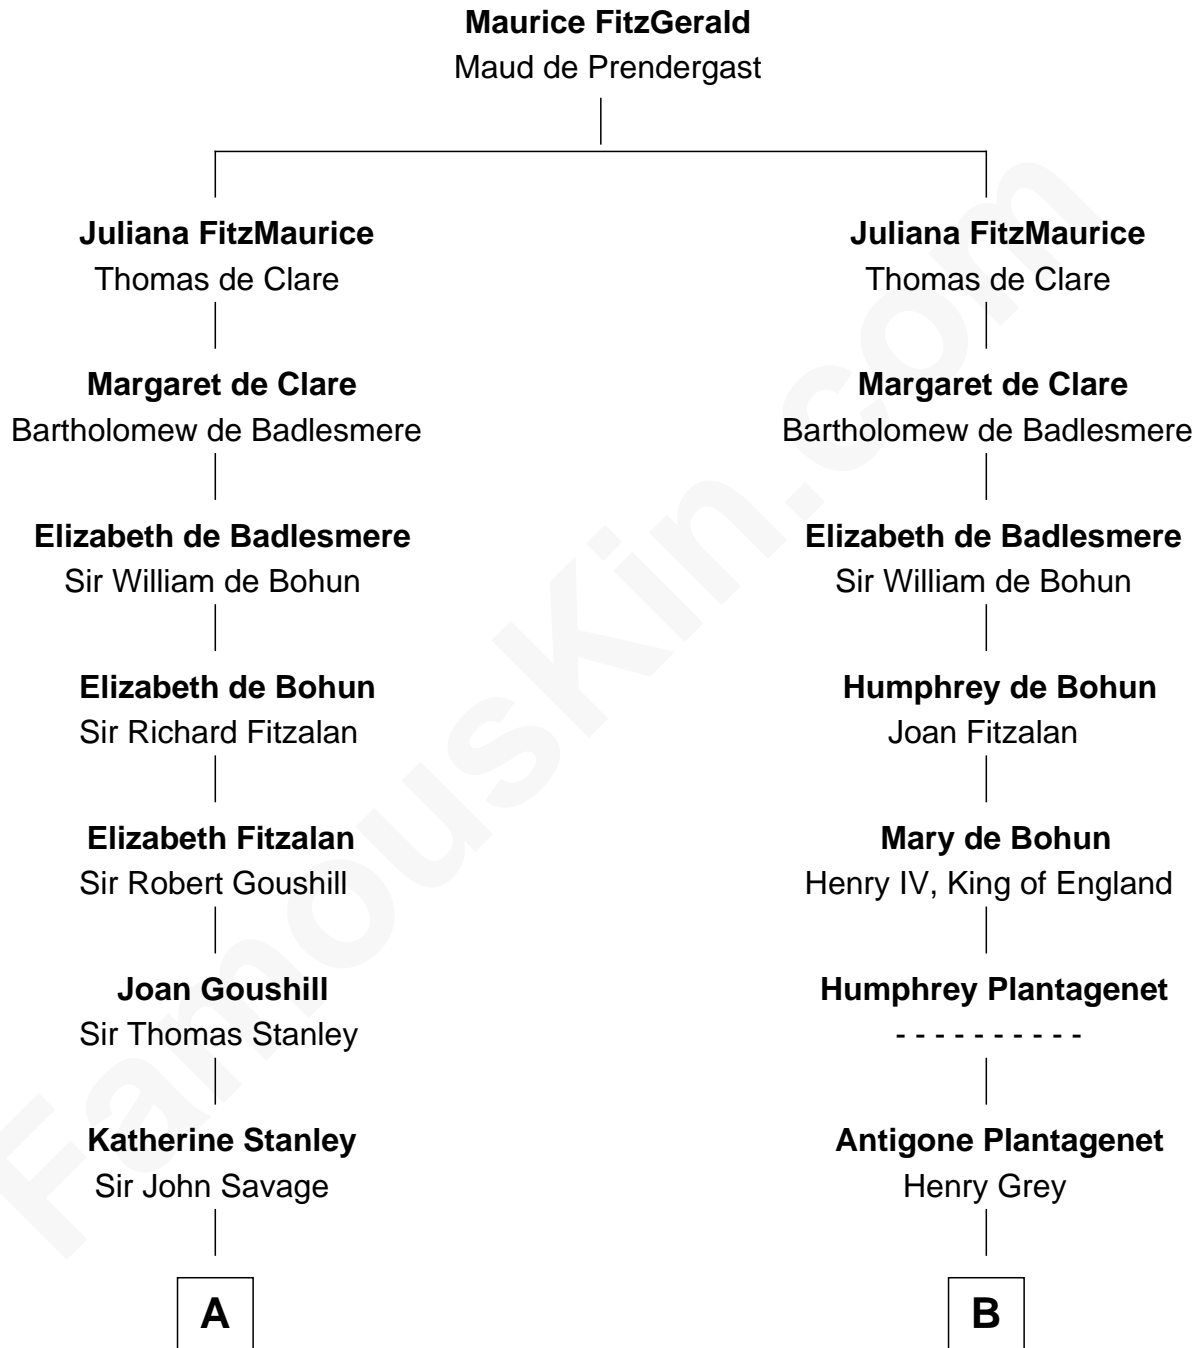 Maurice FitzGerald
Maud de Prendergast
Juliana FitzMaurice
Thomas de Clare
Margaret de Clare
Bartholomew de Badlesmere
Elizabeth de Badlesmere
Sir William de Bohun
Elizabeth de Bohun
Sir Richard Fitzalan
Elizabeth Fitzalan
Sir Robert Goushill
Joan Goushill
Sir Thomas Stanley
Katherine Stanley
Sir John Savage
A
Juliana FitzMaurice
Thomas de Clare
Margaret de Clare
Bartholomew de Badlesmere
Elizabeth de Badlesmere
Sir William de Bohun
Humphrey de Bohun
Joan Fitzalan
Mary de Bohun
Henry IV, King of England
Humphrey Plantagenet
- - - - - - - - - -
Antigone Plantagenet
Henry Grey
B
FamousKin.com